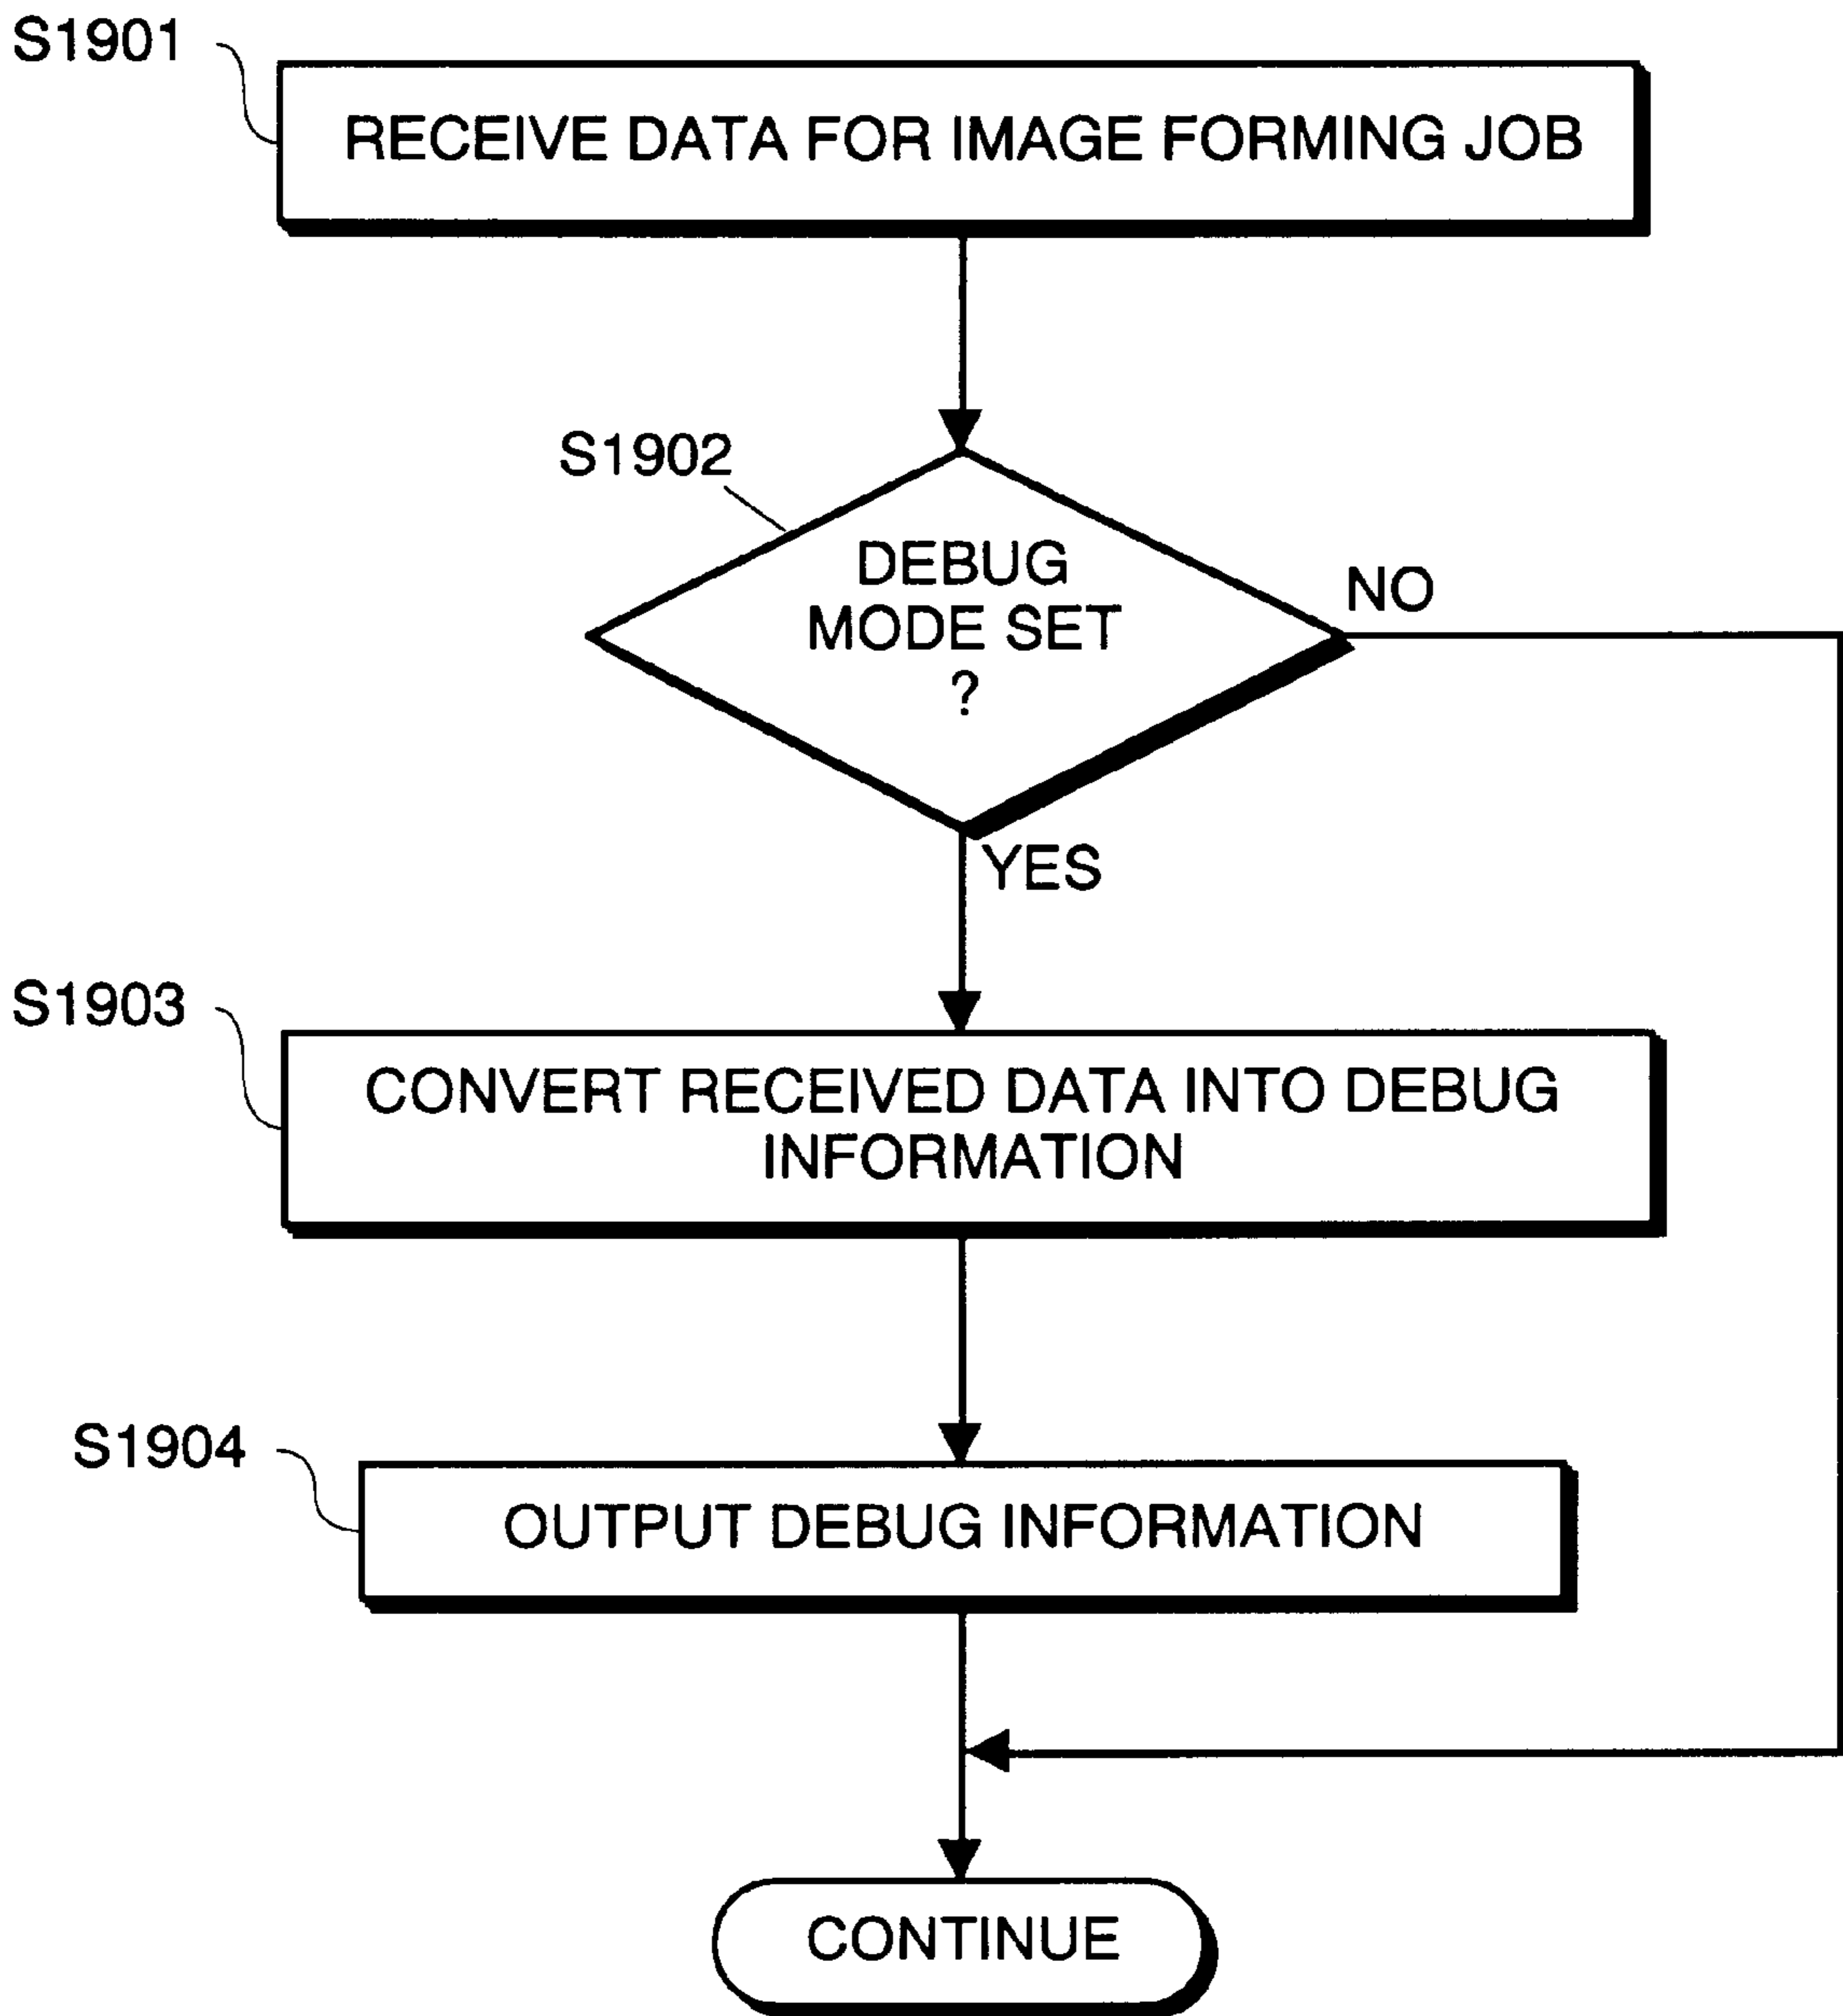 S1901
RECEIVE DATA FOR IMAGE FORMING JOB
S1902
DEBUG
MODE SET
?
NO
YES
S1903
CONVERT RECEIVED DATA INTO DEBUG
INFORMATION
S1904
OUTPUT DEBUG INFORMATION
CONTINUE